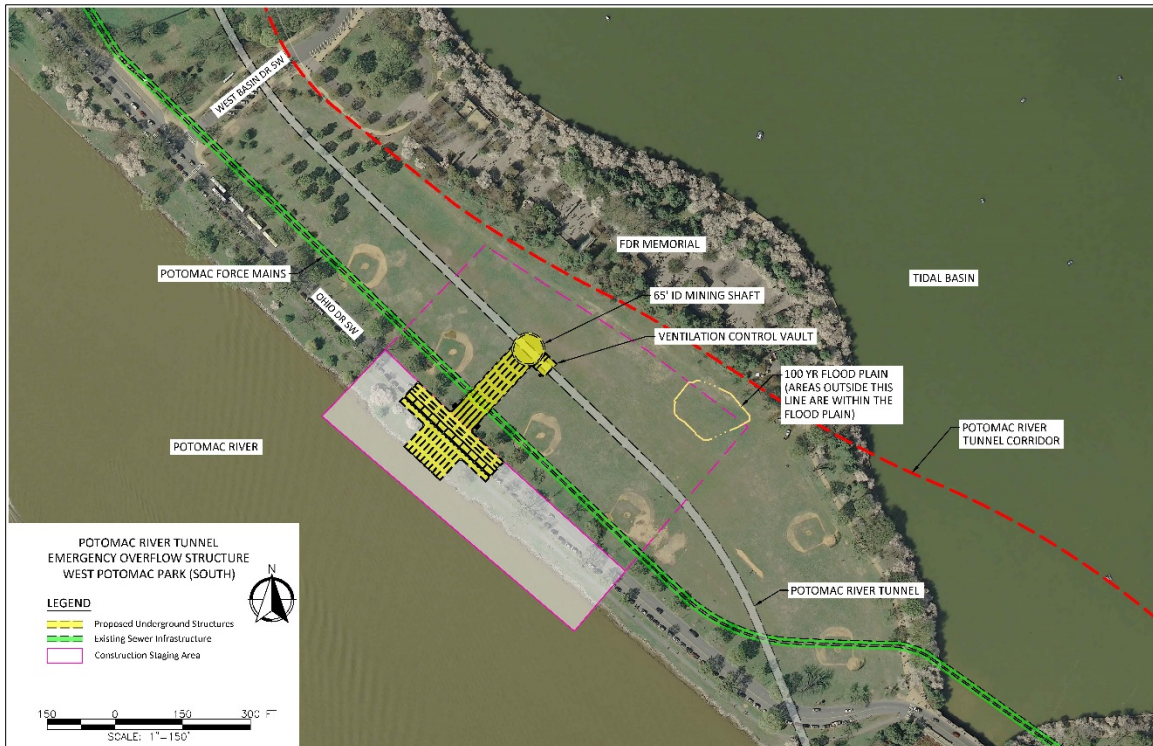 WEST BASIN DR SW
FDR MEMORIAL
TIDAL BASIN
POTOMAC FORCE MAINS
65' ID MINING SHAFT
OHIO DR SW
VENTILATION CONTROL VAULT
100 YR FLOOD PLAIN
(AREAS OUTSIDE THIS
LINE ARE WITHIN THE
FLOOD PLAIN)
POTOMAC RIVER
TUNNEL CORRIDOR
POTOMAC RIVER
POTOMAC RIVER TUNNEL
POTOMAC RIVER TUNNEL
EMERGENCY OVERFLOW STRUCTURE
WEST POTOMAC PARK (SOUTH)
N
LEGEND
Proposed Underground Structures
Existing Sewer Infrastructure
Construction Staging Area
150 0 150 300 FT
SCALE: 1"=150'